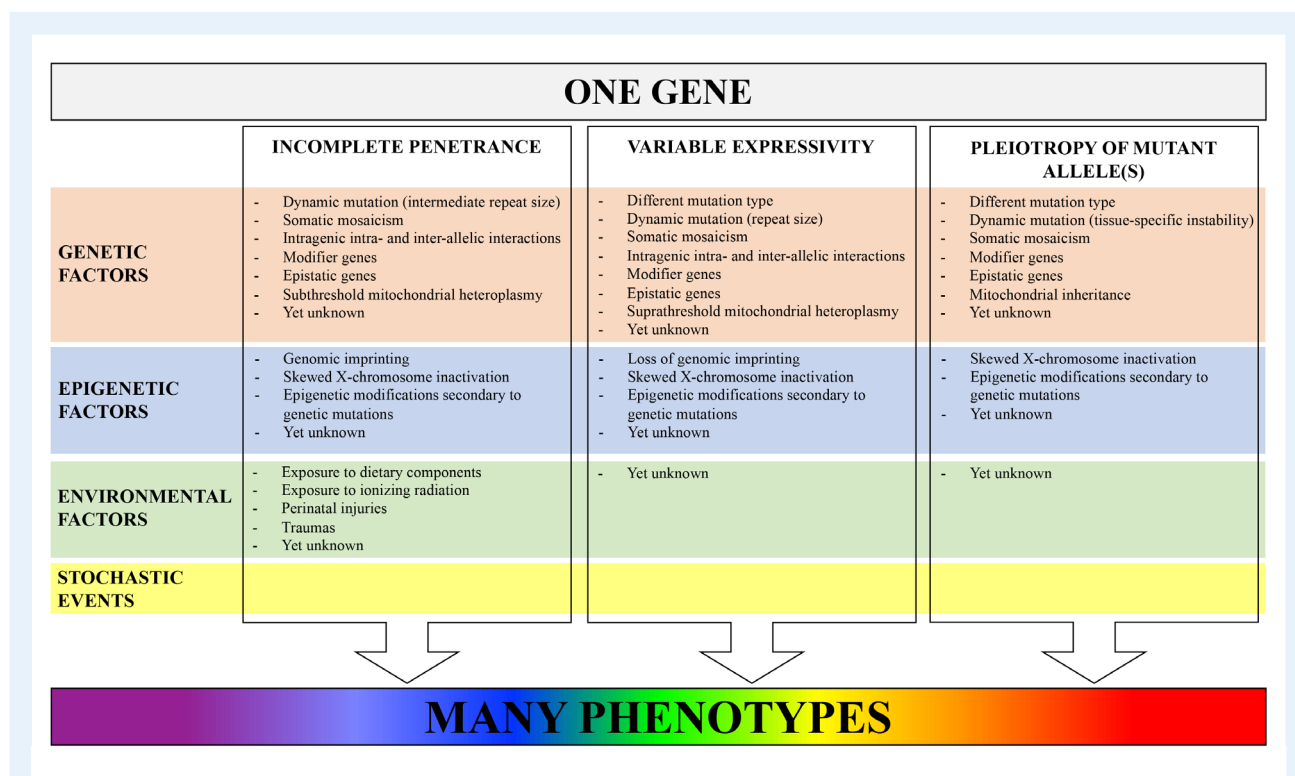 ONE GENE
INCOMPLETE PENETRANCE
VARIABLE EXPRESSIVITY
PLEIOTROPY OF MUTANT
ALLELE(S)
GENETIC
FACTORS
- Dynamic mutation (intermediate repeat size)
- Somatic mosaicism
- Intragenic intra- and inter-allelic interactions
- Modifier genes
- Epistatic genes
- Subthreshold mitochondrial heteroplasmy
- Yet unknown
- Different mutation type
- Dynamic mutation (repeat size)
- Somatic mosaicism
- Intragenic intra- and inter-allelic interactions
- Modifier genes
- Epistatic genes
- Suprathreshold mitochondrial heteroplasmy
- Yet unknown
- Different mutation type
- Dynamic mutation (tissue-specific instability)
- Somatic mosaicism
- Modifier genes
- Epistatic genes
- Mitochondrial inheritance
- Yet unknown
EPIGENETIC
FACTORS
- Genomic imprinting
- Skewed X-chromosome inactivation
- Epigenetic modifications secondary to
genetic mutations
- Yet unknown
- Loss of genomic imprinting
- Skewed X-chromosome inactivation
- Epigenetic modifications secondary to
genetic mutations
- Yet unknown
- Skewed X-chromosome inactivation
- Epigenetic modifications secondary to
genetic mutations
- Yet unknown
ENVIRONMENTAL
FACTORS
- Exposure to dietary components
- Exposure to ionizing radiation
- Perinatal injuries
- Traumas
- Yet unknown
- Yet unknown
- Yet unknown
STOCHASTIC
EVENTS
MANY PHENOTYPES